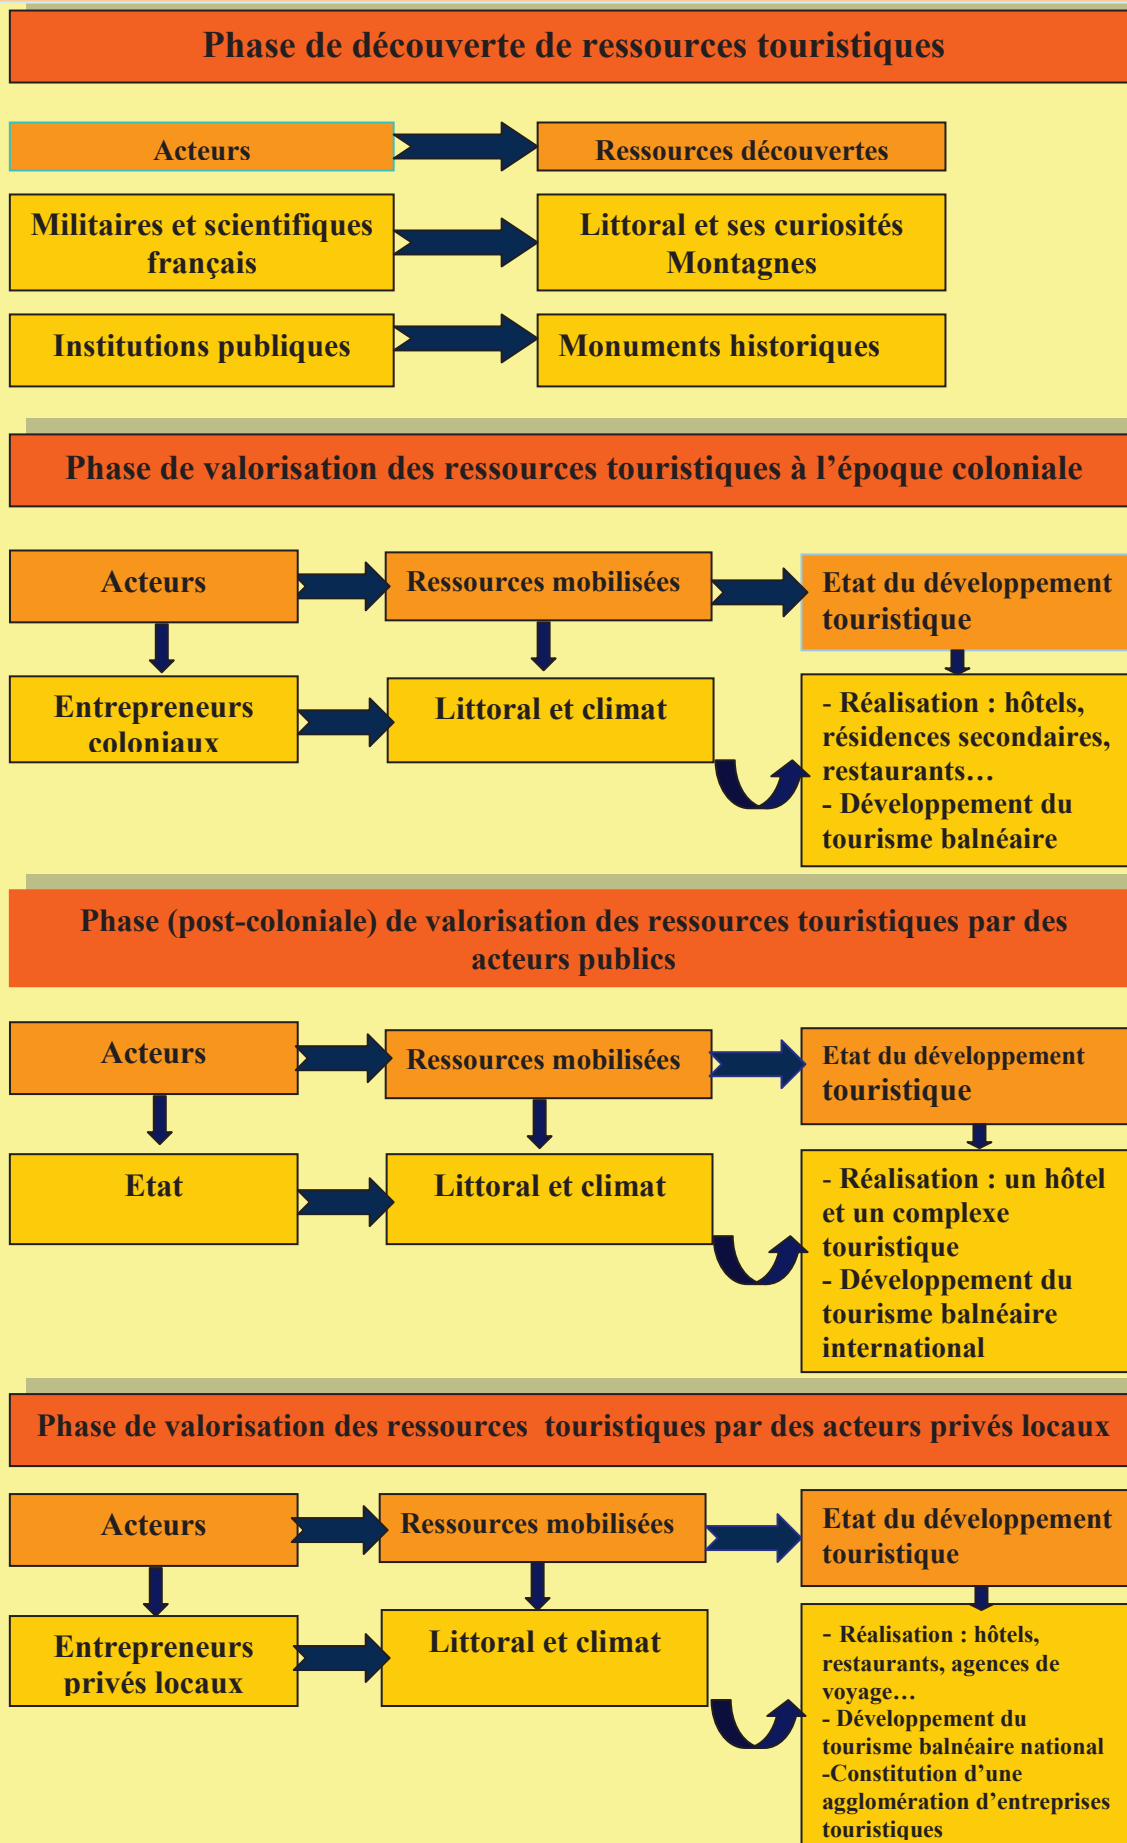 Phase de découverte de ressources touristiques
Acteurs
Ressources découvertes
Militaires et scientifiques
français
Littoral et ses curiosités
Montagnes
Institutions publiques
Monuments historiques
Phase de valorisation des ressources touristiques à l’époque coloniale
Acteurs
Ressources mobilisées
Etat du développement
touristique
Entrepreneurs
coloniaux
Littoral et climat
- Réalisation : hôtels,
résidences secondaires,
restaurants…
- Développement du
tourisme balnéaire
Phase (post-coloniale) de valorisation des ressources touristiques par des
acteurs publics
Acteurs
Ressources mobilisées
Etat du développement
touristique
Etat
Littoral et climat
- Réalisation : un hôtel
et un complexe
touristique
- Développement du
tourisme balnéaire
international
Phase de valorisation des ressources  touristiques par des acteurs privés locaux
Acteurs
Ressources mobilisées
Etat du développement
touristique
Entrepreneurs
privés locaux
Littoral et climat
- Réalisation : hôtels,
restaurants, agences de
voyage…
- Développement du
tourisme balnéaire national
-Constitution d’une
agglomération d’entreprises
touristiques